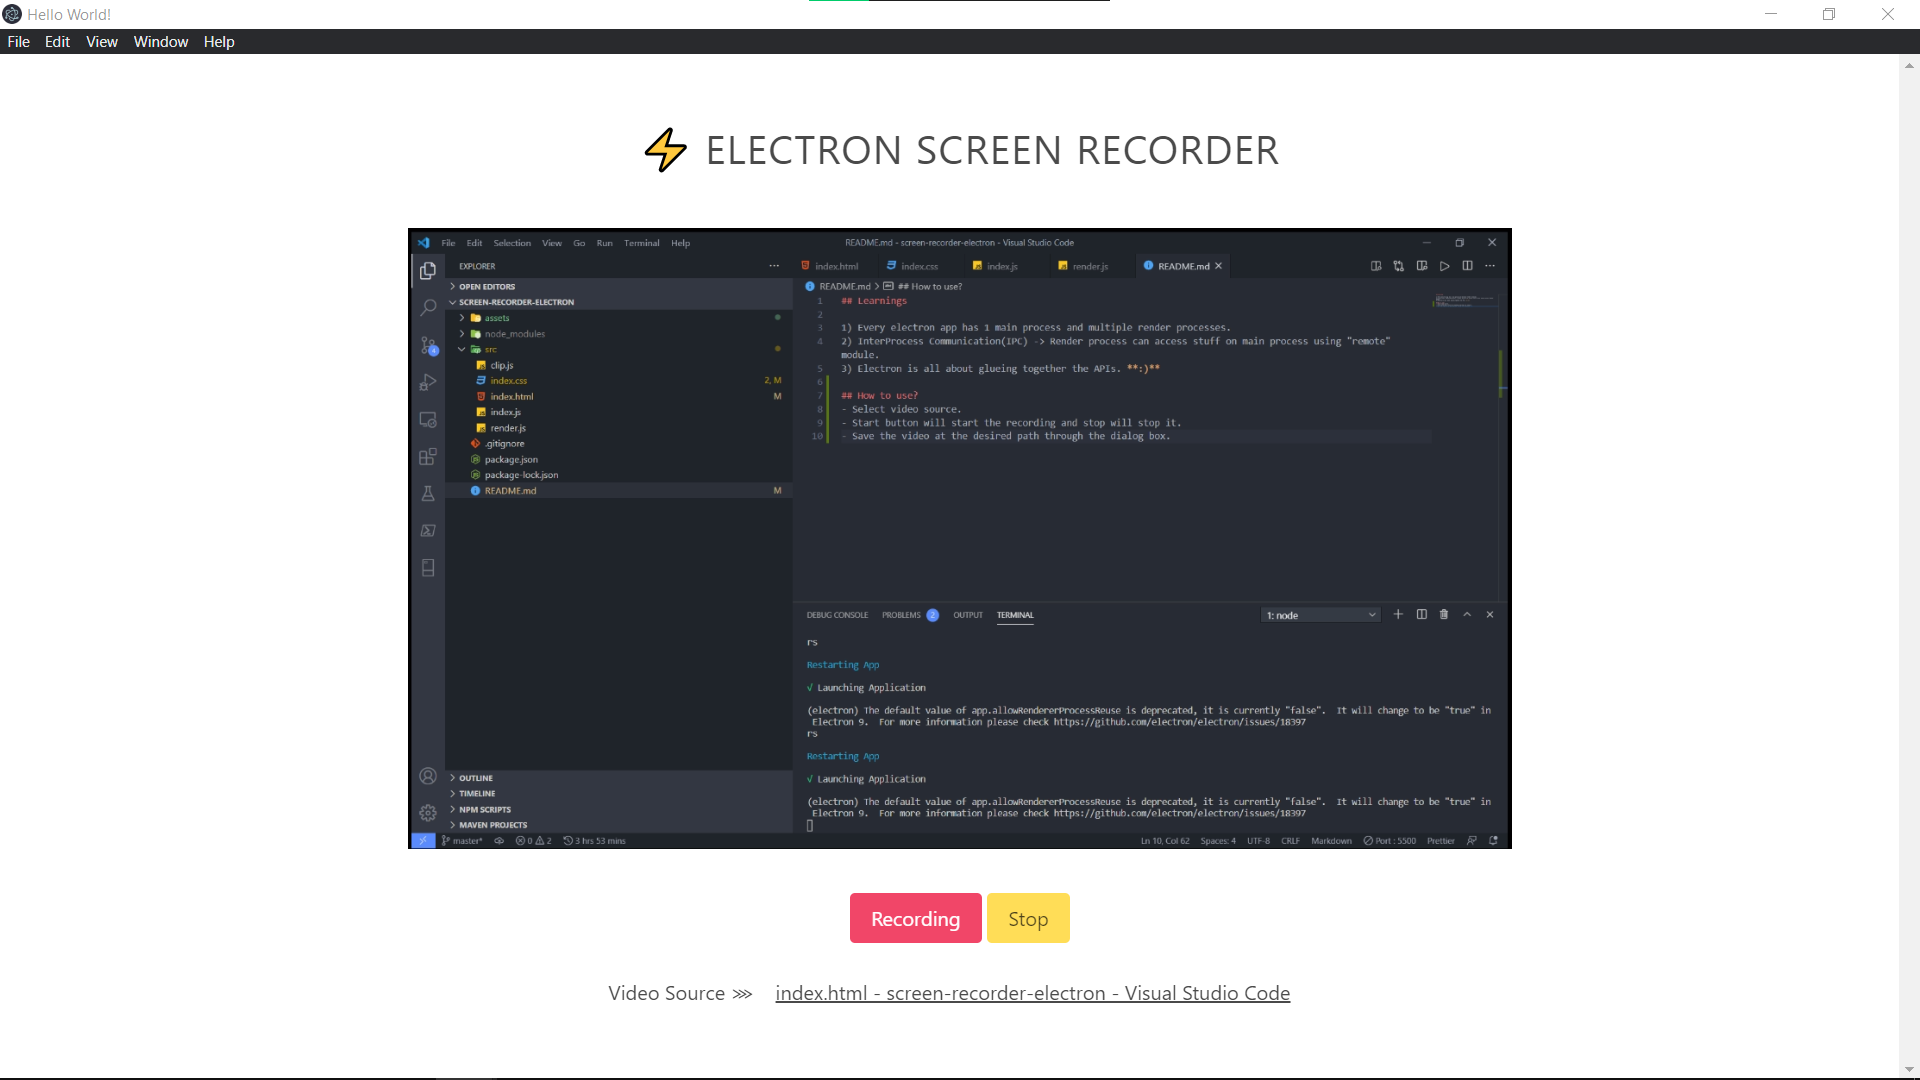 Hello World!
File Edit View Window Help
⚡ ELECTRON SCREEN RECORDER
File Edit Selection View Go Run Terminal Help
README.md - screen-recorder-electron - Visual Studio Code
EXPLORER
OPEN EDITORS
SCREEN-RECORDER-ELECTRON
assets
node_modules
src
clip.js
index.css 2, M
index.html M
index.js
render.js
.gitignore
package.json
package-lock.json
README.md M
OUTLINE
TIMELINE
NPM SCRIPTS
MAVEN PROJECTS
index.html index.css index.js render.js README.md
README.md > ## How to use?
1 ## Learnings
2
3 1) Every electron app has 1 main process and multiple render processes.
4 2) InterProcess Communication(IPC) -> Render process can access stuff on main process using "remote"
module.
5 3) Electron is all about glueing together the APIs. **:)**
6
7 ## How to use?
8 - Select video source.
9 - Start button will start the recording and stop will stop it.
10 - Save the video at the desired path through the dialog box.
DEBUG CONSOLE PROBLEMS 2 OUTPUT TERMINAL 1: node
rs
Restarting App
√ Launching Application
(electron) The default value of app.allowRendererProcessReuse is deprecated, it is currently "false". It will change to be "true" in
Electron 9. For more information please check https://github.com/electron/electron/issues/18397
rs
Restarting App
√ Launching Application
(electron) The default value of app.allowRendererProcessReuse is deprecated, it is currently "false". It will change to be "true" in
Electron 9. For more information please check https://github.com/electron/electron/issues/18397
master* 0 2 3 hrs 53 mins Ln 10, Col 62 Spaces: 4 UTF-8 CRLF Markdown Port : 5500 Prettier
Recording Stop
Video Source ⋙ index.html - screen-recorder-electron - Visual Studio Code